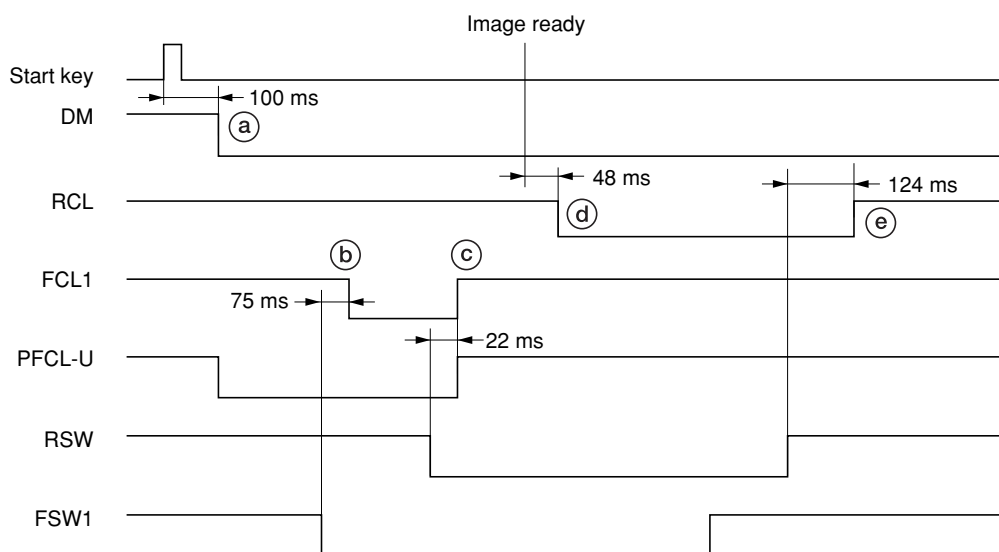 Image ready
Start key
100 ms
DM
a
48 ms
124 ms
RCL
d
e
b
c
FCL1
75 ms
22 ms
PFCL-U
RSW
FSW1